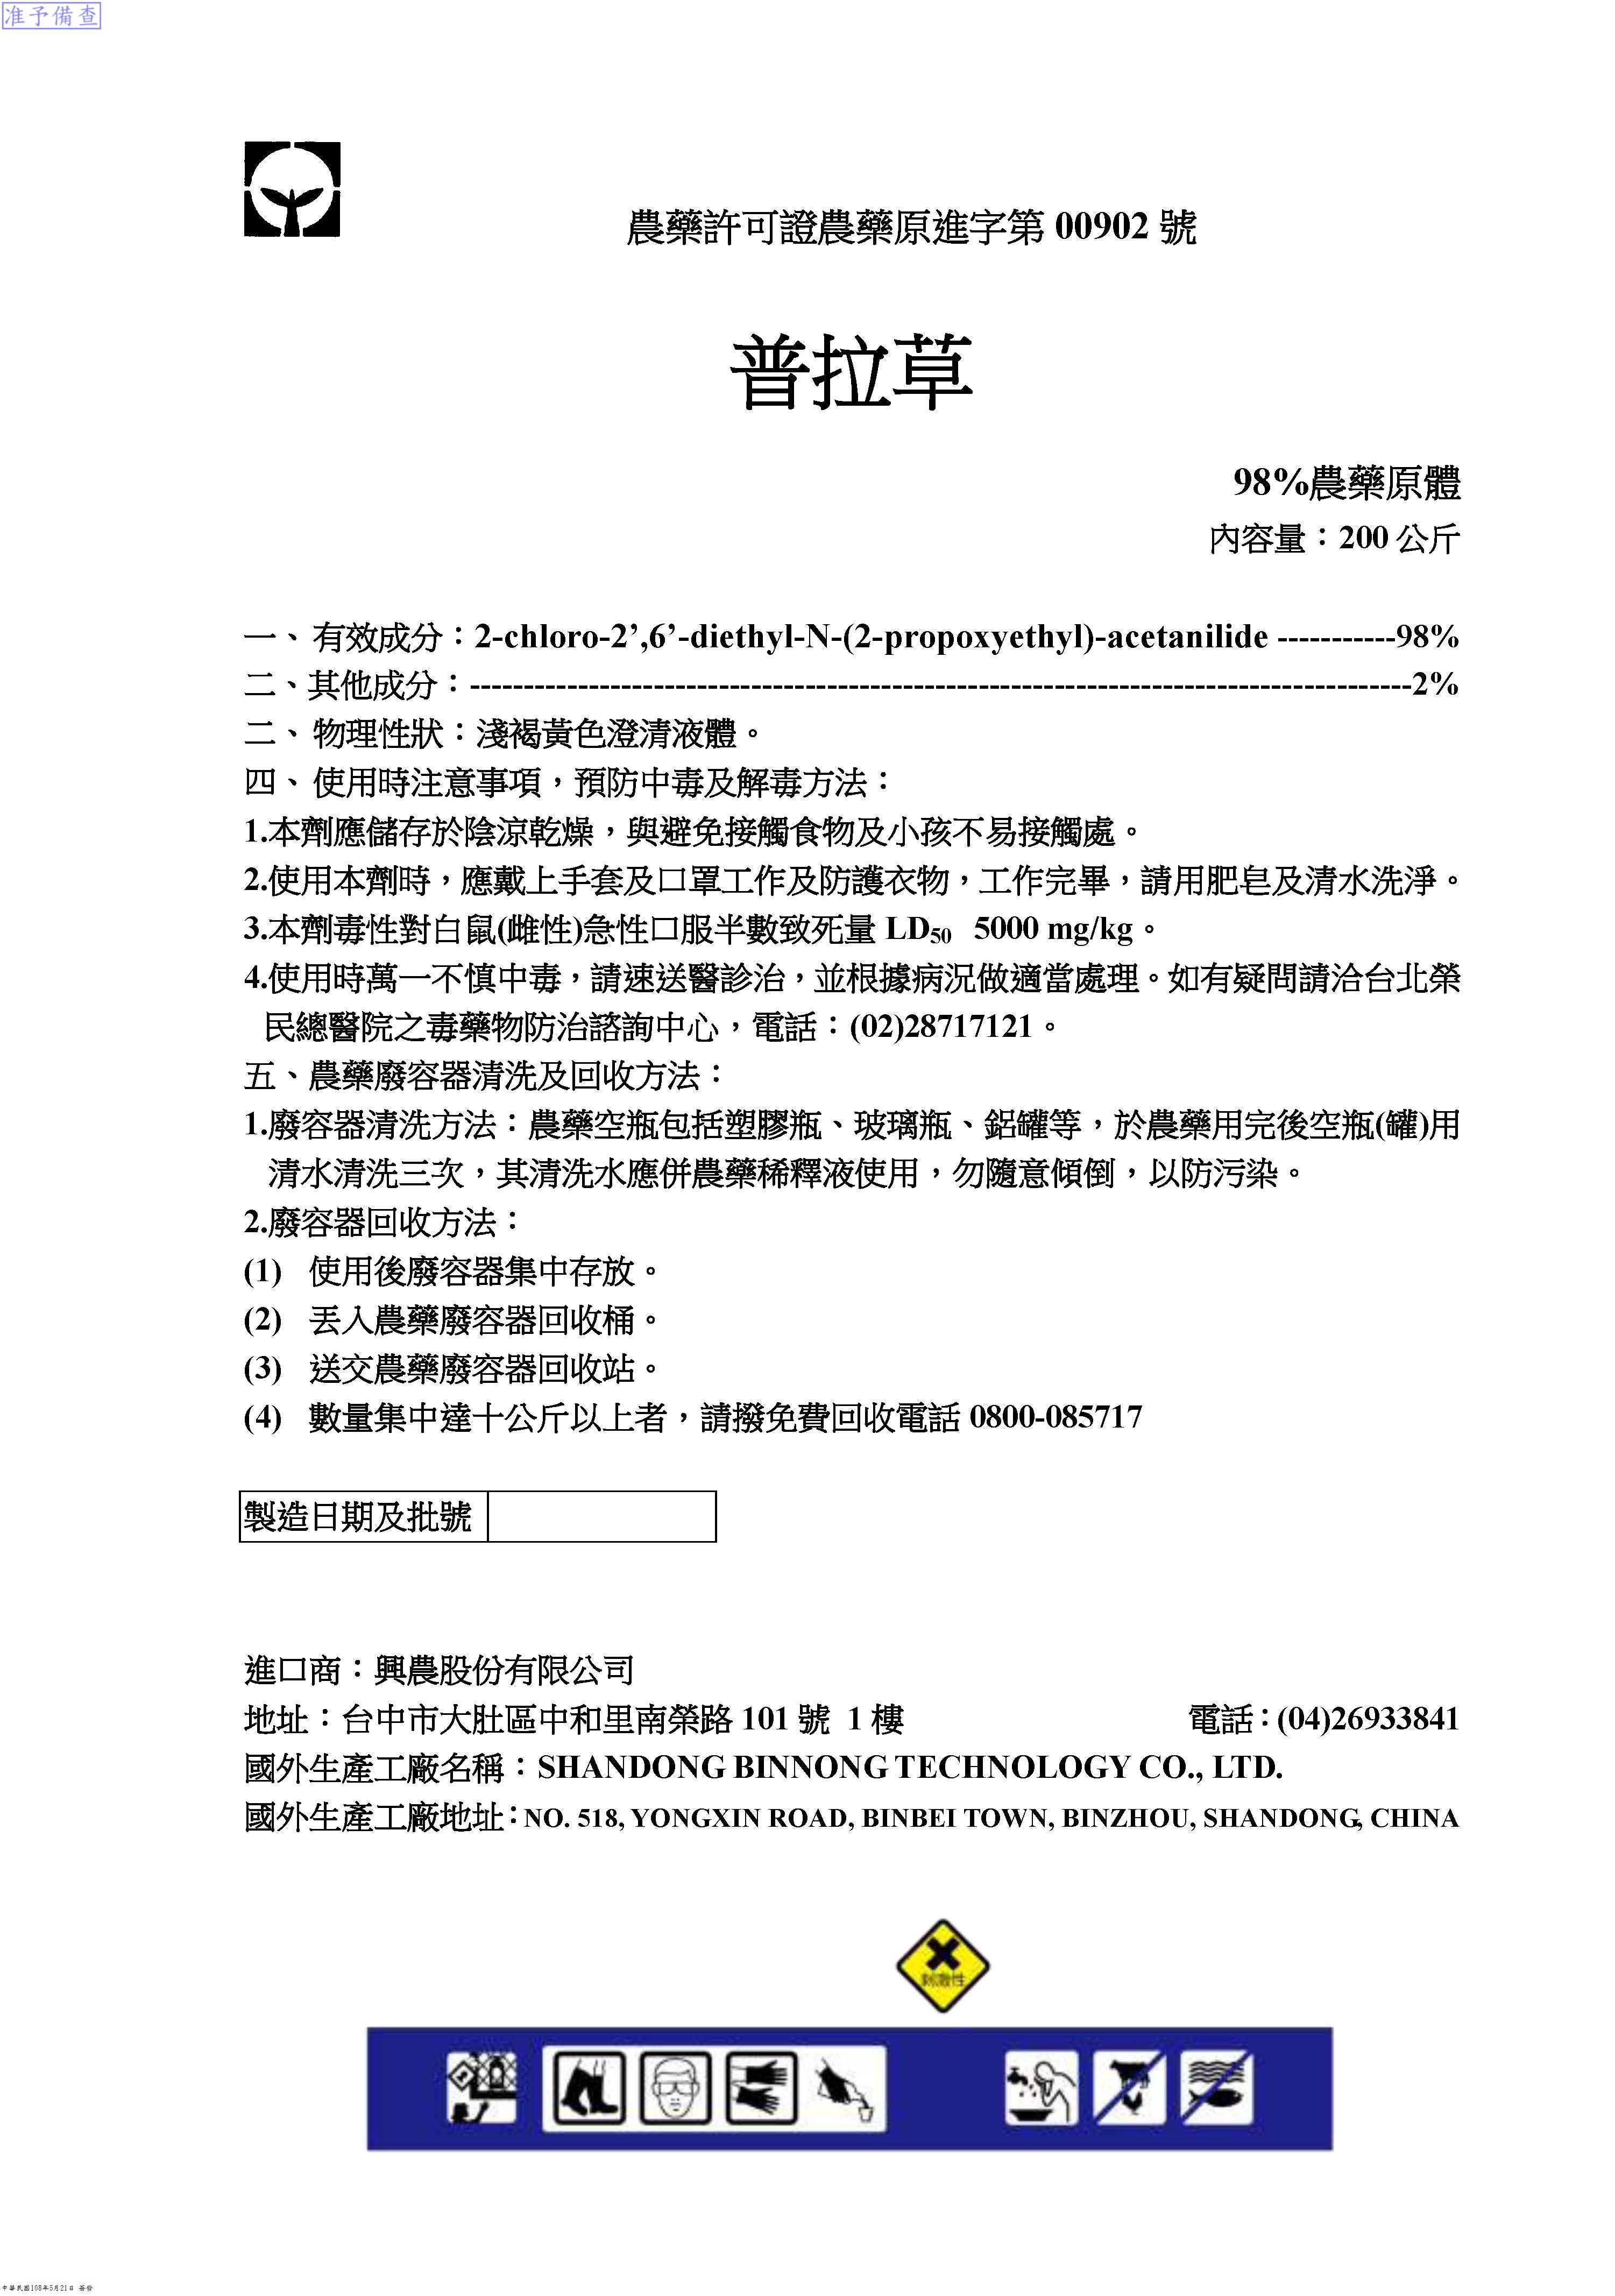 准予備查
農藥許可證農藥原進字第 00902 號
普拉草
98%農藥原體
內容量：200 公斤
一、 有效成分：2-chloro-2’,6’-diethyl-N-(2-propoxyethyl)-acetanilide -----------98%
二、其他成分：----------------------------------------------------------------------------------------2%
二、 物理性狀：淺褐黃色澄清液體。
四、 使用時注意事項，預防中毒及解毒方法：
1.本劑應儲存於陰涼乾燥，與避免接觸食物及小孩不易接觸處。
2.使用本劑時，應戴上手套及口罩工作及防護衣物，工作完畢，請用肥皂及清水洗淨。
3.本劑毒性對白鼠(雌性)急性口服半數致死量 LD50 5000 mg/kg。
4.使用時萬一不慎中毒，請速送醫診治，並根據病況做適當處理。如有疑問請洽台北榮
民總醫院之毒藥物防治諮詢中心，電話：(02)28717121。
五、農藥廢容器清洗及回收方法：
1.廢容器清洗方法：農藥空瓶包括塑膠瓶、玻璃瓶、鋁罐等，於農藥用完後空瓶(罐)用
清水清洗三次，其清洗水應併農藥稀釋液使用，勿隨意傾倒，以防污染。
2.廢容器回收方法：
(1) 使用後廢容器集中存放。
(2) 丟入農藥廢容器回收桶。
(3) 送交農藥廢容器回收站。
(4) 數量集中達十公斤以上者，請撥免費回收電話 0800-085717
製造日期及批號
進口商：興農股份有限公司
地址：台中市大肚區中和里南榮路 101 號 1 樓 電話：(04)26933841
國外生產工廠名稱：SHANDONG BINNONG TECHNOLOGY CO., LTD.
國外生產工廠地址：NO. 518, YONGXIN ROAD, BINBEI TOWN, BINZHOU, SHANDONG, CHINA
刺激性
中華民國108年5月21日 簽發